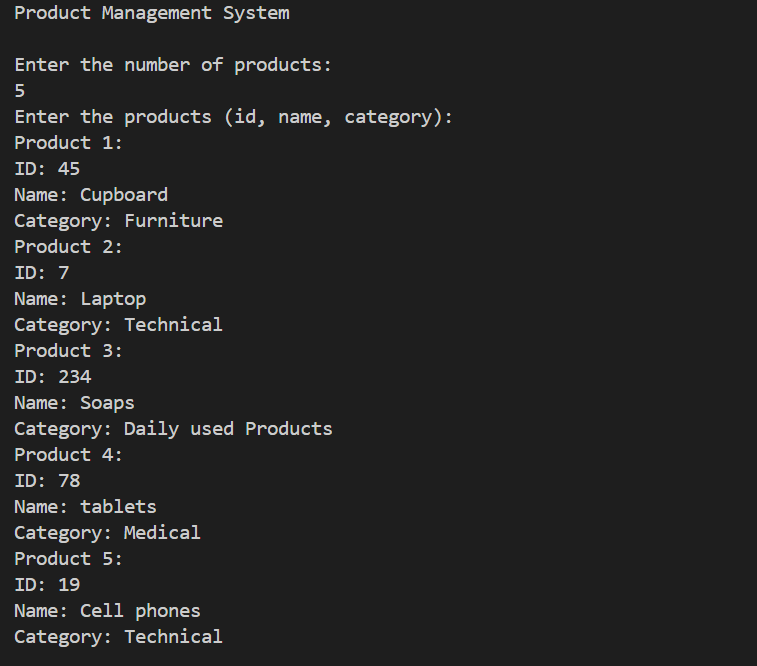 Product Management System
Enter the number of products:
5
Enter the products (id, name, category):
Product 1:
ID: 45
Name: Cupboard
Category: Furniture
Product 2:
ID: 7
Name: Laptop
Category: Technical
Product 3:
ID: 234
Name: Soaps
Category: Daily used Products
Product 4:
ID: 78
Name: tablets
Category: Medical
Product 5:
ID: 19
Name: Cell phones
Category: Technical